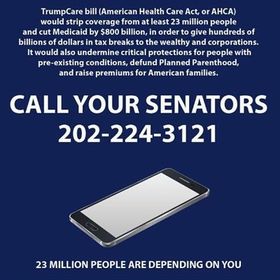 TrumpCare bill (American Health Care Act, or AHCA)
would strip coverage from at least 23 million people
and cut Medicaid by $800 billion, in order to give hundreds of
billions of dollars in tax breaks to the wealthy and corporations.
It would also undermine critical protections for people with
pre-existing conditions, defund Planned Parenthood,
and raise premiums for American families.
CALL YOUR SENATORS
202-224-3121
23 MILLION PEOPLE ARE DEPENDING ON YOU